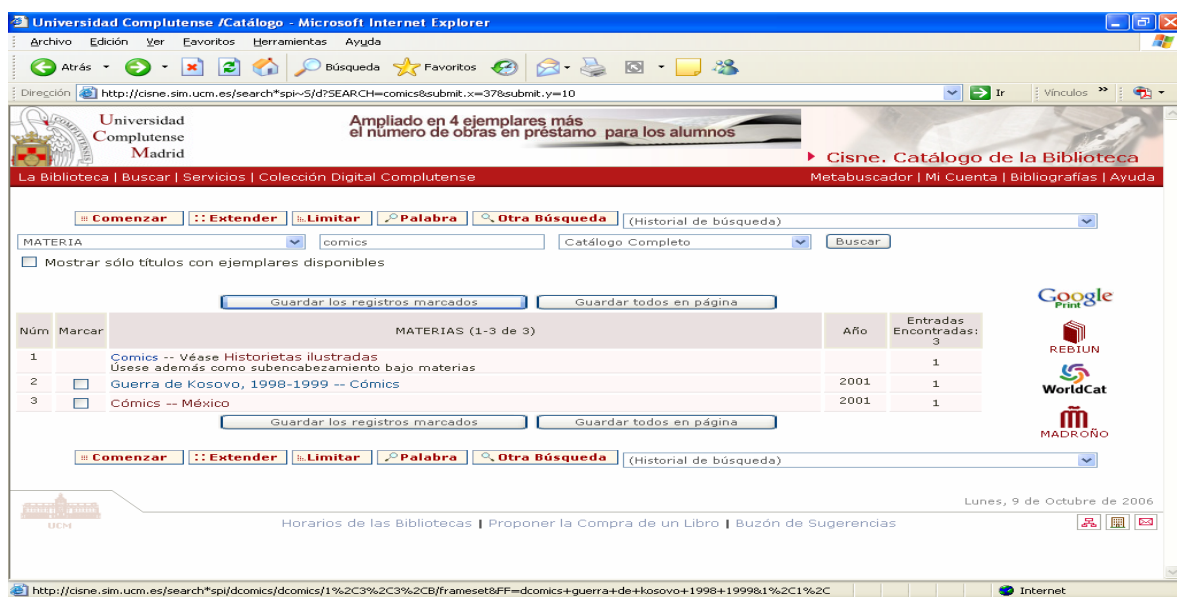 Universidad Complutense /Catálogo - Microsoft Internet Explorer
Archivo Edición Ver Favoritos Herramientas Ayuda
Atrás Búsqueda Favoritos
Dirección http://cisne.sim.ucm.es/search*spi~S/d?SEARCH=comics&submit.x=37&submit.y=10 Ir Vínculos »
Universidad
Complutense
Madrid
Ampliado en 4 ejemplares más
el número de obras en préstamo para los alumnos
Cisne. Catálogo de la Biblioteca
La Biblioteca | Buscar | Servicios | Colección Digital Complutense Metabuscador | Mi Cuenta | Bibliografías | Ayuda
Comenzar Extender Limitar Palabra Otra Búsqueda (Historial de búsqueda)
MATERIA comics Catálogo Completo Buscar
Mostrar sólo títulos con ejemplares disponibles
Guardar los registros marcados Guardar todos en página
Google
Print
Núm Marcar MATERIAS (1-3 de 3) Año Entradas Encontradas: 3
REBIUN
1 Comics -- Véase Historietas ilustradas 1
Úsese además como subencabezamiento bajo materias
2 Guerra de Kosovo, 1998-1999 -- Cómics 2001 1
WorldCat
3 Cómics -- México 2001 1
Guardar los registros marcados Guardar todos en página
MADROÑO
Comenzar Extender Limitar Palabra Otra Búsqueda (Historial de búsqueda)
Lunes, 9 de Octubre de 2006
UCM
Horarios de las Bibliotecas | Proponer la Compra de un Libro | Buzón de Sugerencias
http://cisne.sim.ucm.es/search*spi/dcomics/dcomics/1%2C3%2C3%2CB/frameset&FF=dcomics+guerra+de+kosovo+1998+1999&1%2C1%2C Internet